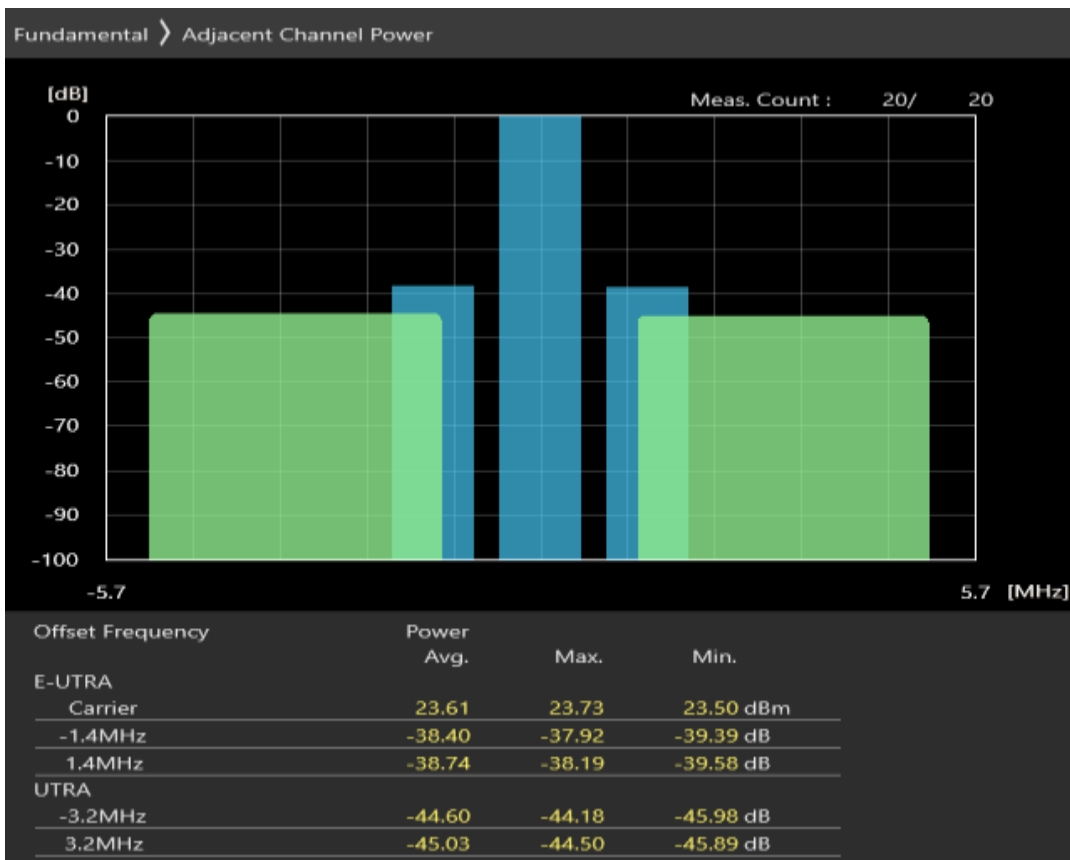 Fundamental 〉 Adjacent Channel Power
[dB]
Meas. Count : 20/ 20
0
-10
-20
-30
-40
-50
-60
-70
-80
-90
-100
-5.7 5.7 [MHz]
Offset Frequency Power
Avg. Max. Min.
E-UTRA
Carrier 23.61 23.73 23.50 dBm
-1.4MHz -38.40 -37.92 -39.39 dB
1.4MHz -38.74 -38.19 -39.58 dB
UTRA
-3.2MHz -44.60 -44.18 -45.98 dB
3.2MHz -45.03 -44.50 -45.89 dB